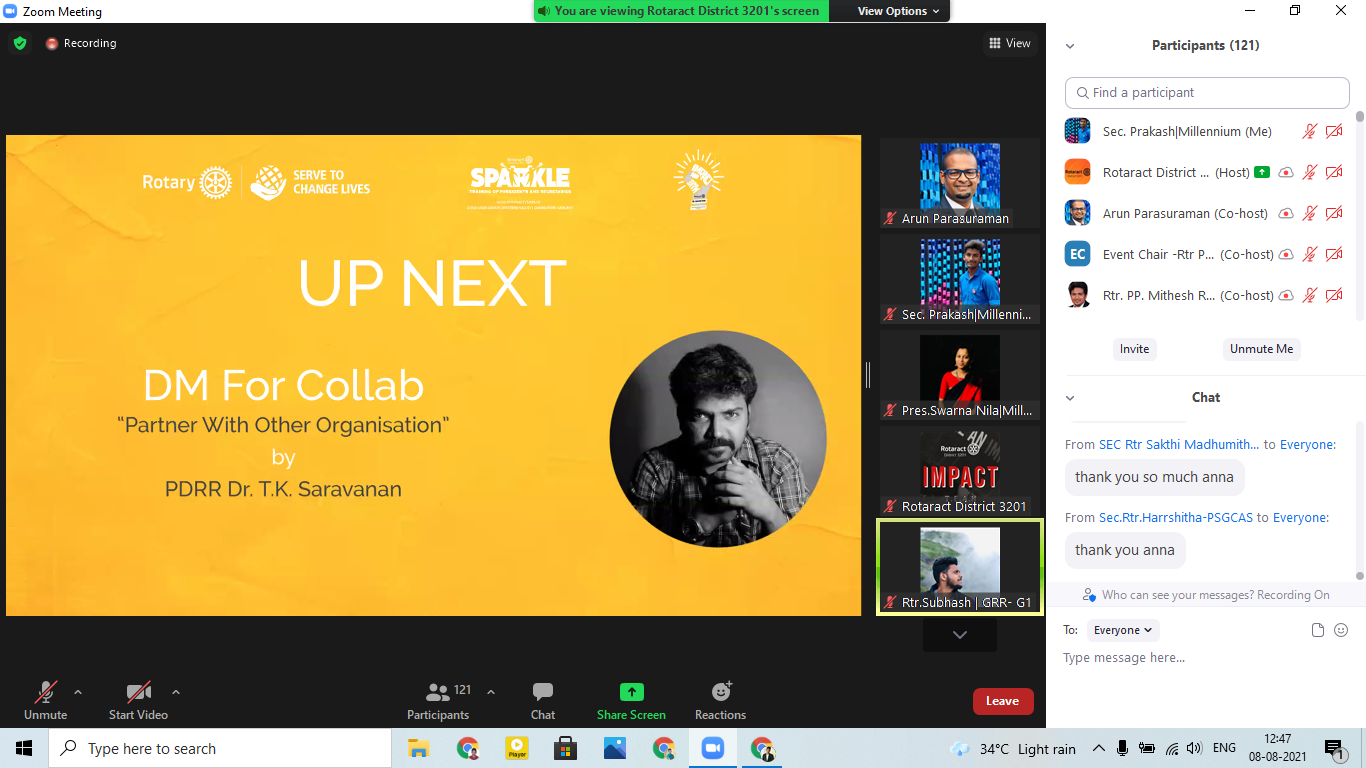 Zoom Meeting
You are viewing Rotaract District 3201's screen
View Options
Recording
View
Rotary
SERVE TO
CHANGE LIVES
SPARKLE
UP NEXT
DM For Collab
“Partner With Other Organisation”
by
PDRR Dr. T.K. Saravanan
Arun Parasuraman
Sec. Prakash|Millenni...
Pres.Swarna Nila|Mill...
Rotaract
IMPACT
Rotaract District 3201
Rtr.Subhash | GRR- G1
Unmute
Start Video
121
Participants
Chat
Share Screen
Reactions
Leave
Participants (121)
Find a participant
Sec. Prakash|Millennium (Me)
Rotaract District ... (Host)
Arun Parasuraman (Co-host)
EC
Event Chair -Rtr P... (Co-host)
Rtr. PP. Mithesh R... (Co-host)
Invite
Unmute Me
Chat
From SEC Rtr Sakthi Madhumith... to Everyone:
thank you so much anna
From Sec.Rtr.Harrshitha-PSGCAS to Everyone:
thank you anna
Who can see your messages? Recording On
To: Everyone
Type message here...
Type here to search
Player
34°C Light rain
ENG
12:47
08-08-2021
1